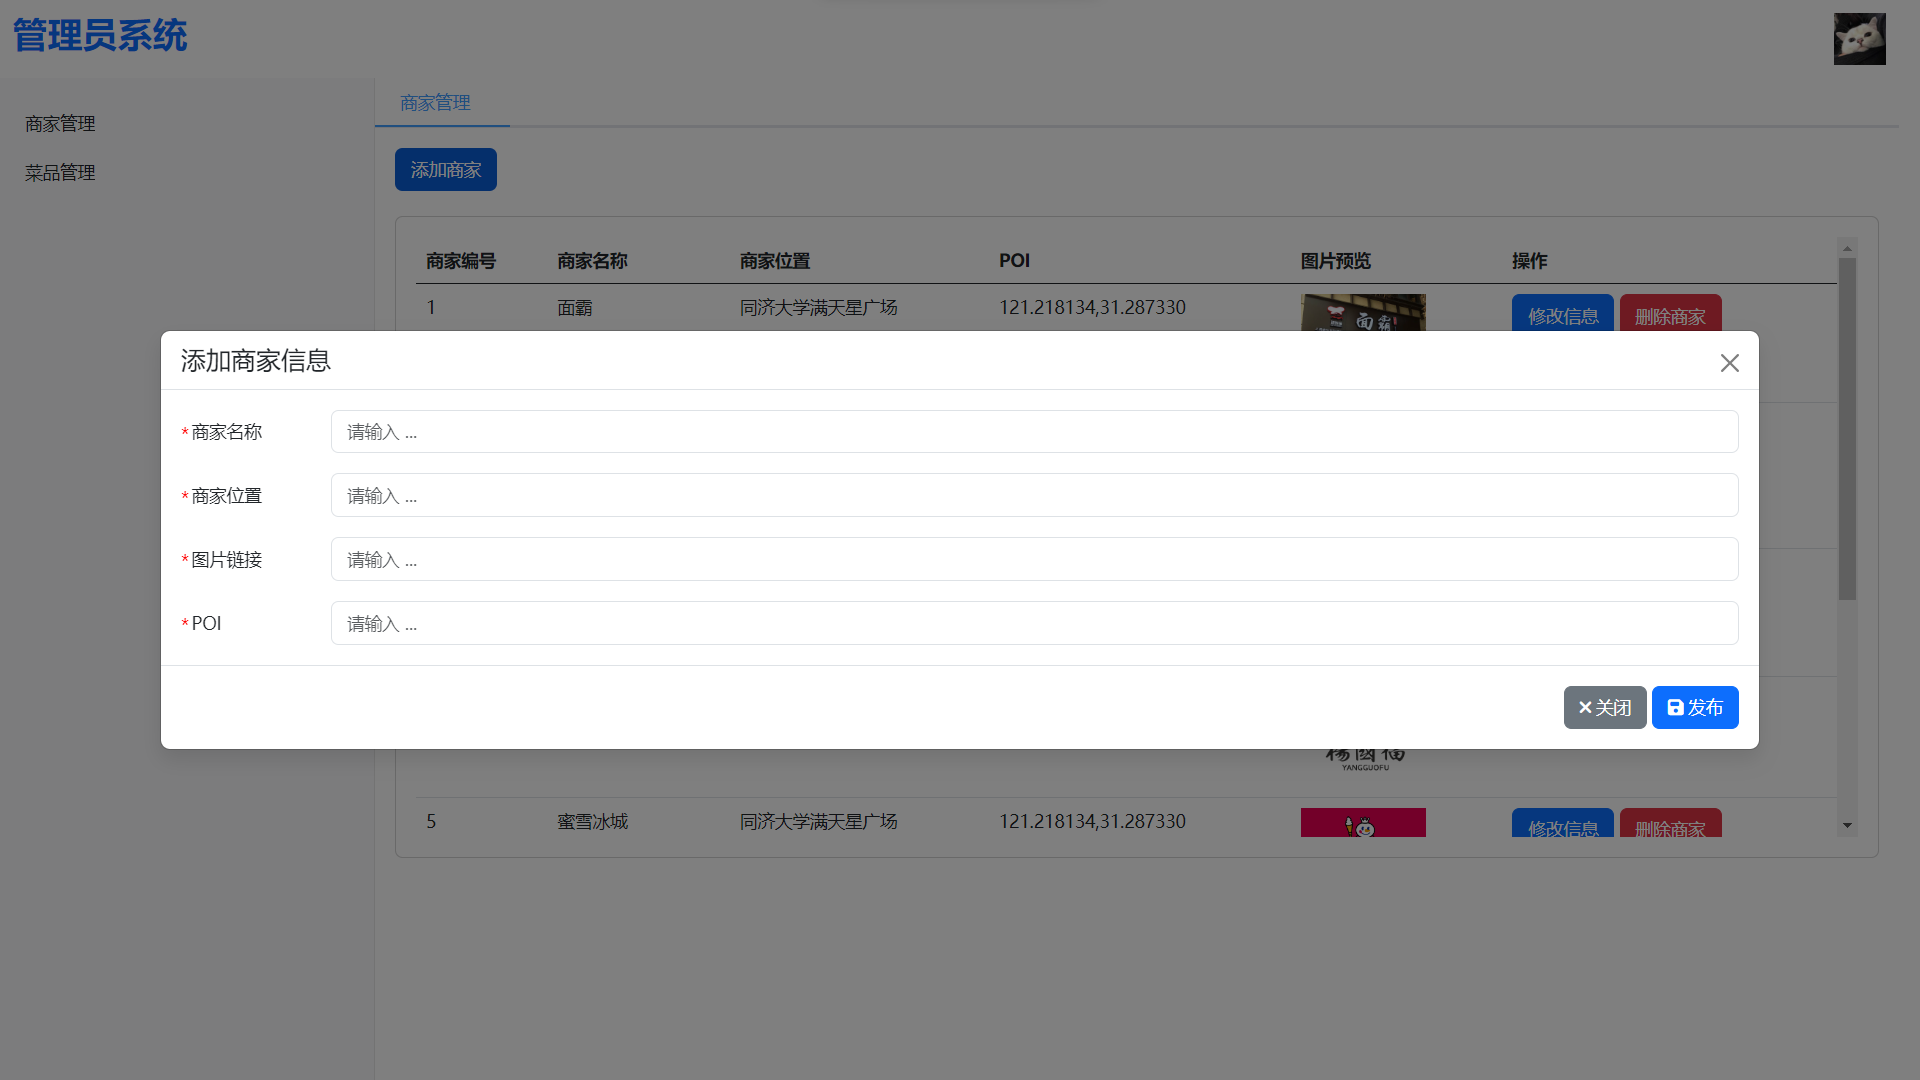 管理员系统
商家管理
商家管理
菜品管理
添加商家
商家编号 商家名称 商家位置 POI 图片预览 操作
1 面霸 同济大学满天星广场 121.218134,31.287330 面霸 修改信息 删除商家
添加商家信息
*商家名称 请输入 ...
*商家位置 请输入 ...
*图片链接 请输入 ...
*POI 请输入 ...
关闭 发布
楊國福
YANGGUOFU
5 蜜雪冰城 同济大学满天星广场 121.218134,31.287330 修改信息 删除商家